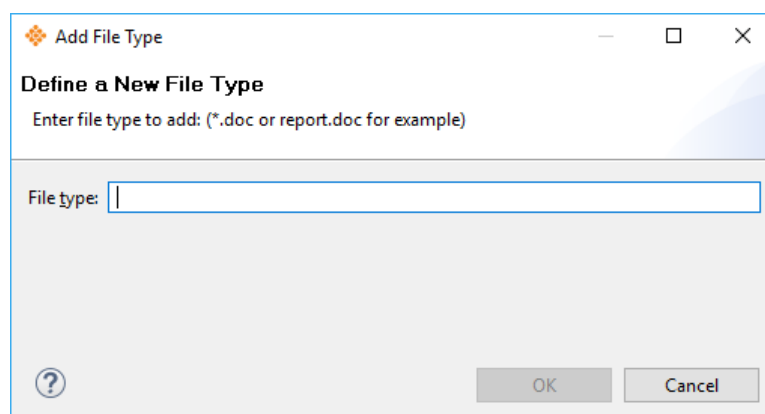 Add File Type
Define a New File Type
Enter file type to add: (*.doc or report.doc for example)
File type:
?
OK Cancel